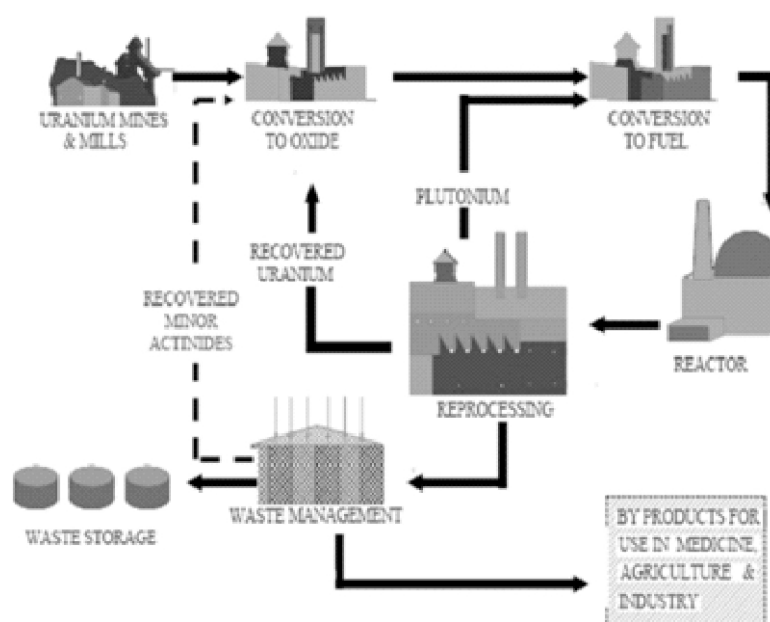 URANIUM MINES
& MILLS
CONVERSION
TO OXIDE
CONVERSION
TO FUEL
PLUTONIUM
RECOVERED
URANIUM
RECOVERED
MINOR
ACTINIDES
REACTOR
REPROCESSING
WASTE MANAGEMENT
WASTE STORAGE
BY PRODUCTS FOR
USE IN MEDICINE,
AGRICULTURE &
INDUSTRY